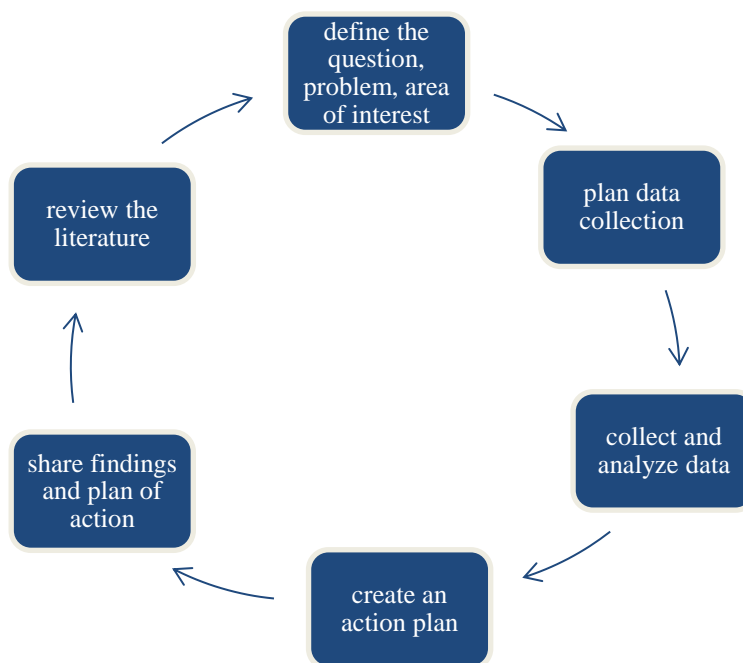 define the
question,
problem, area
of interest
plan data
collection
collect and
analyze data
create an
action plan
share findings
and plan of
action
review the
literature